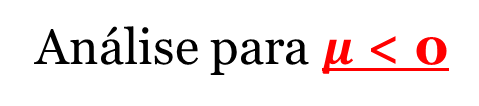 Análise para μ < 0